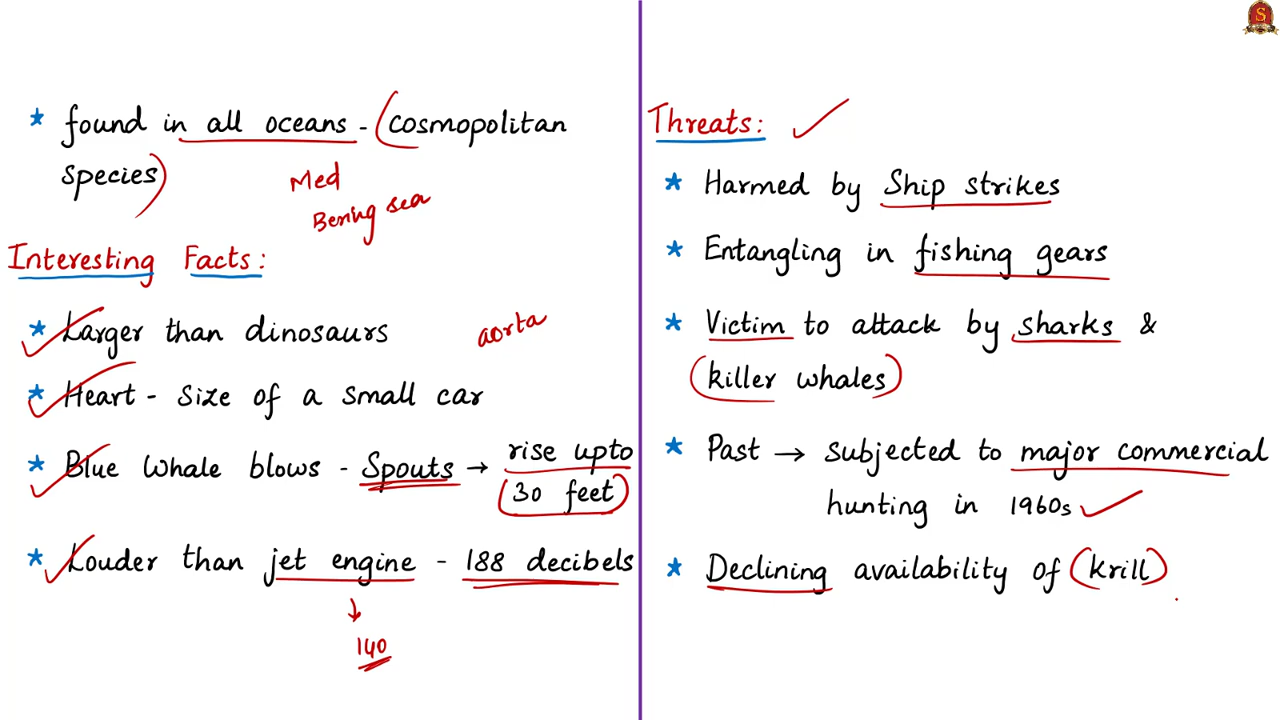 * found in all oceans - (cosmopolitan
species)
Med
Bering sea
Interesting Facts:
* Larger than dinosaurs
aorta
* Heart - Size of a small car
* Blue whale blows - Spouts → rise upto
30 feet
* Louder than jet engine - 188 decibels
↓
140
Threats: ✓
* Harmed by Ship strikes
* Entangling in fishing gears
* Victim to attack by sharks &
(killer whales)
* Past → subjected to major commercial
hunting in 1960s ✓
* Declining availability of (krill)
S